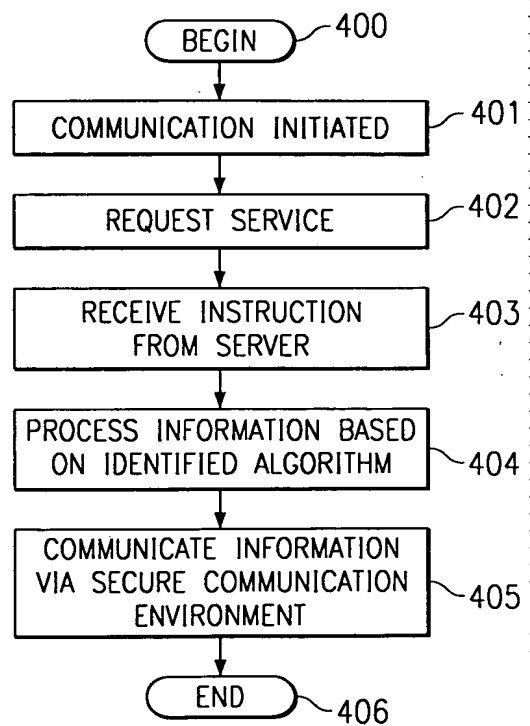 BEGIN
400
COMMUNICATION INITIATED
401
REQUEST SERVICE
402
RECEIVE INSTRUCTION
FROM SERVER
403
PROCESS INFORMATION BASED
ON IDENTIFIED ALGORITHM
404
COMMUNICATE INFORMATION
VIA SECURE COMMUNICATION
ENVIRONMENT
405
END
406